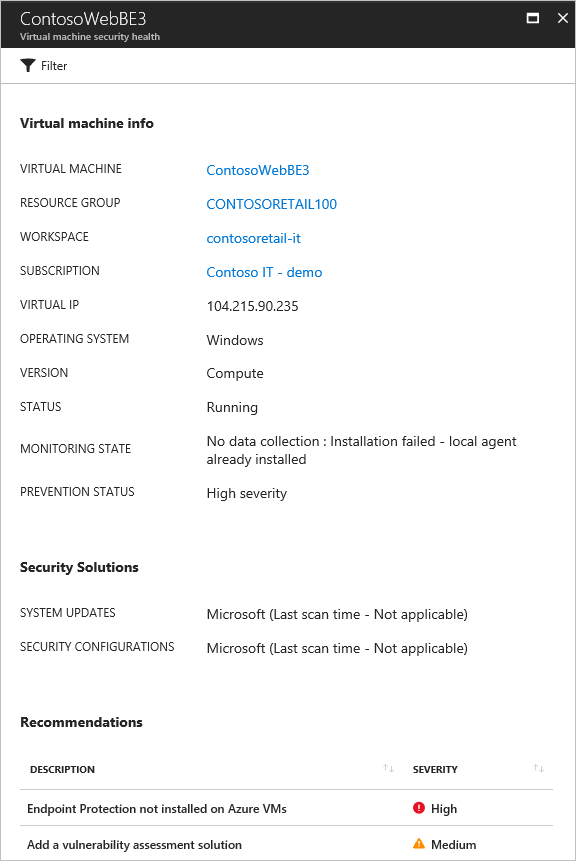 ContosoWebBE3
Virtual machine security health
Filter
Virtual machine info
VIRTUAL MACHINE ContosoWebBE3
RESOURCE GROUP CONTOSORETAIL100
WORKSPACE contosoretail-it
SUBSCRIPTION Contoso IT - demo
VIRTUAL IP 104.215.90.235
OPERATING SYSTEM Windows
VERSION Compute
STATUS Running
MONITORING STATE No data collection : Installation failed - local agent
already installed
PREVENTION STATUS High severity
Security Solutions
SYSTEM UPDATES Microsoft (Last scan time - Not applicable)
SECURITY CONFIGURATIONS Microsoft (Last scan time - Not applicable)
Recommendations
DESCRIPTION SEVERITY
Endpoint Protection not installed on Azure VMs High
Add a vulnerability assessment solution Medium